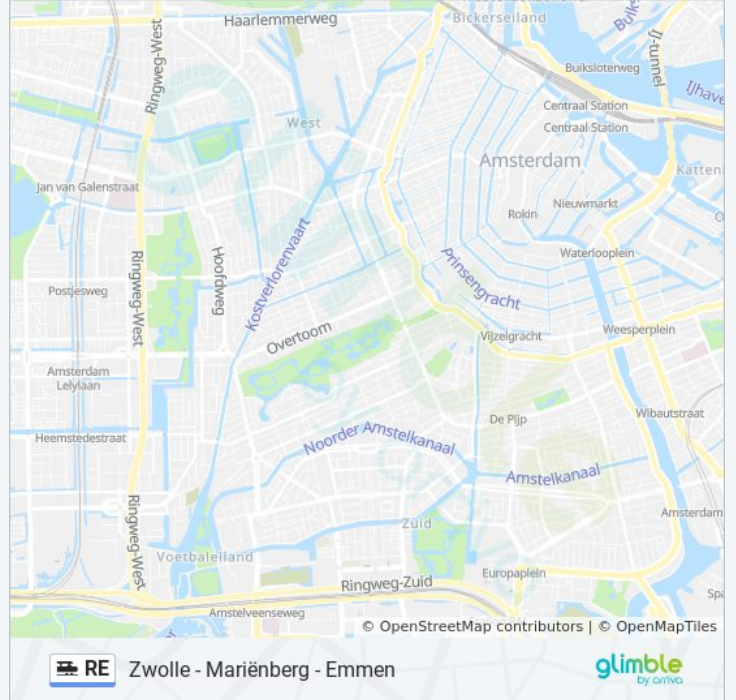 Haarlemmerweg
Bickerseiland
Ringweg-West
IJ-tunnel
Buiksloterweg
IJhave
Centraal Station
Centraal Station
West
Amsterdam
Katten
Jan van Galenstraat
Nieuwmarkt
Rokin
Waterlooplein
Kostverlorenvaart
Hoofdweg
Ringweg-West
Prinsengracht
Postjesweg
Overtoom
Vijzelgracht
Weesperplein
Amsterdam
Lelylaan
De Pijp
Wibautstraat
Heemstedestraat
Noorder Amstelkanaal
Amstelkanaal
Amsterdam
Zuid
Ringweg-West
Voetbaleiland
Europaplein
Ringweg-Zuid
Spa
Amstelveenseweg
© OpenStreetMap contributors | © OpenMapTiles
RE Zwolle - Mariënberg - Emmen
glimble
by arriva